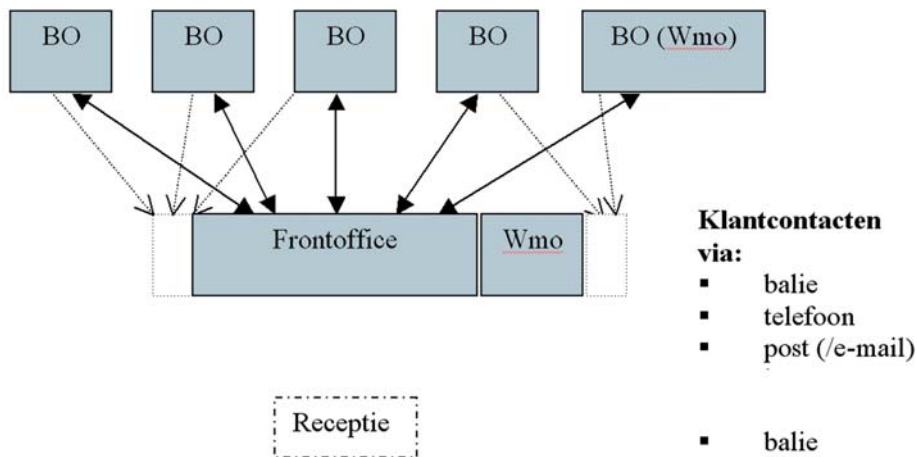 BO BO BO BO BO (Wmo)
Frontoffice Wmo
Klantcontacten
via:
▪ balie
▪ telefoon
▪ post (/e-mail)
Receptie
▪ balie